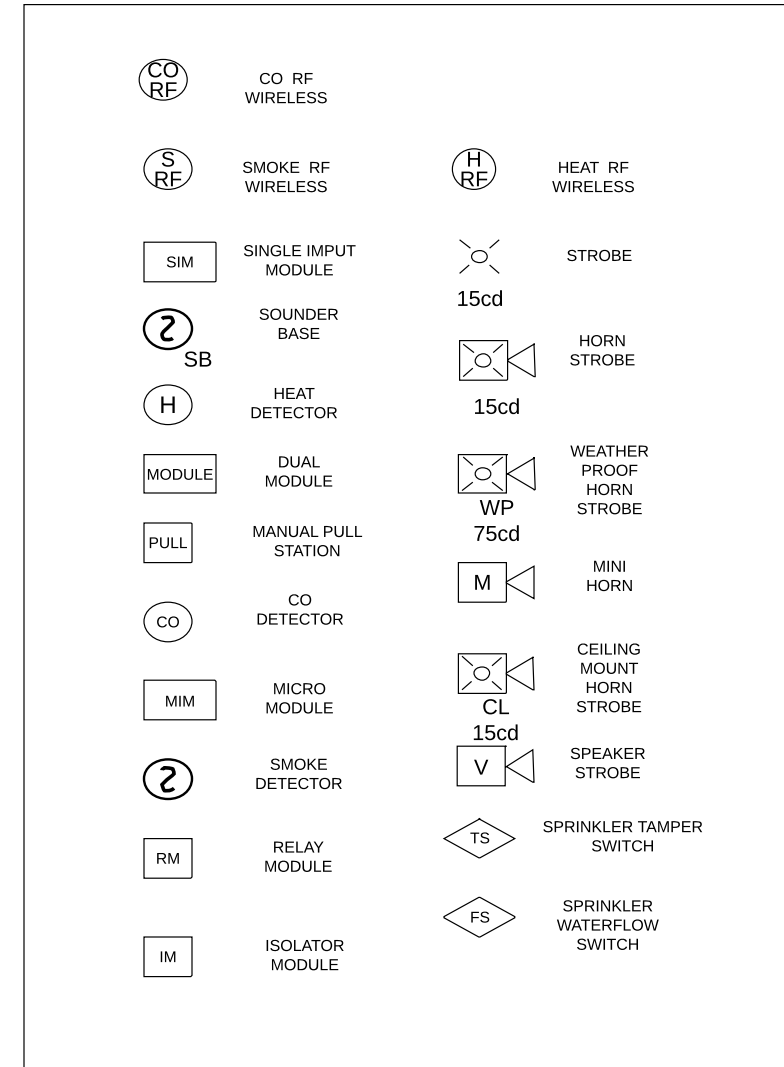 CO
RF
CO RF
WIRELESS
S
RF
SMOKE RF
WIRELESS
H
RF
HEAT RF
WIRELESS
SIM
SINGLE IMPUT
MODULE
STROBE
15cd
SB
SOUNDER
BASE
HORN
STROBE
15cd
H
HEAT
DETECTOR
MODULE
DUAL
MODULE
WP
75cd
WEATHER
PROOF
HORN
STROBE
PULL
MANUAL PULL
STATION
M
MINI
HORN
CO
CO
DETECTOR
MIM
MICRO
MODULE
CL
15cd
CEILING
MOUNT
HORN
STROBE
SMOKE
DETECTOR
V
SPEAKER
STROBE
RM
RELAY
MODULE
TS
SPRINKLER TAMPER
SWITCH
FS
SPRINKLER
WATERFLOW
SWITCH
IM
ISOLATOR
MODULE